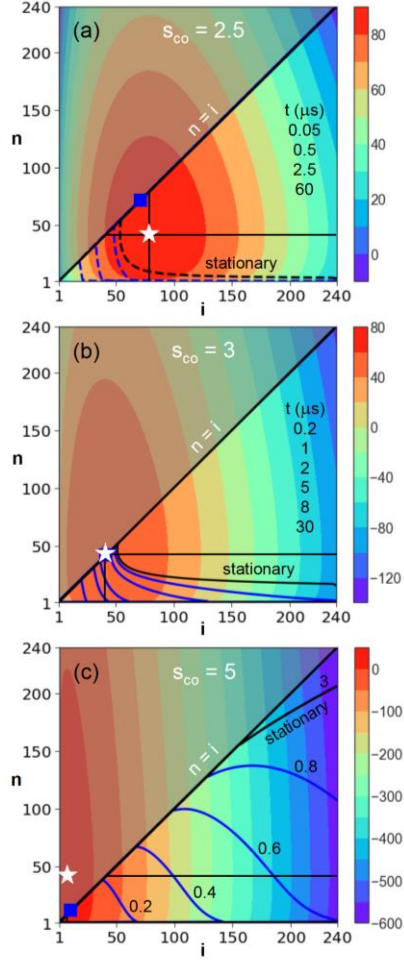 240
(a)
s_co = 2.5
80
200
n = i
t (μs)
60
150
0.05
n
0.5
2.5
40
100
60
20
50
stationary
0
1
1 50 100 150 200 240
i
240
(b)
s_co = 3
80
200
t (μs)
40
n = i
0.2
150
1
0
n
2
5
100
8
-40
30
50
-80
stationary
-120
1
1 50 100 150 200 240
i
240
(c)
s_co = 5
0
200
3
-100
n = i
stationary
150
-200
n
0.8
-300
100
0.6
-400
50
0.4
-500
0.2
1
-600
1 50 100 150 200 240
i